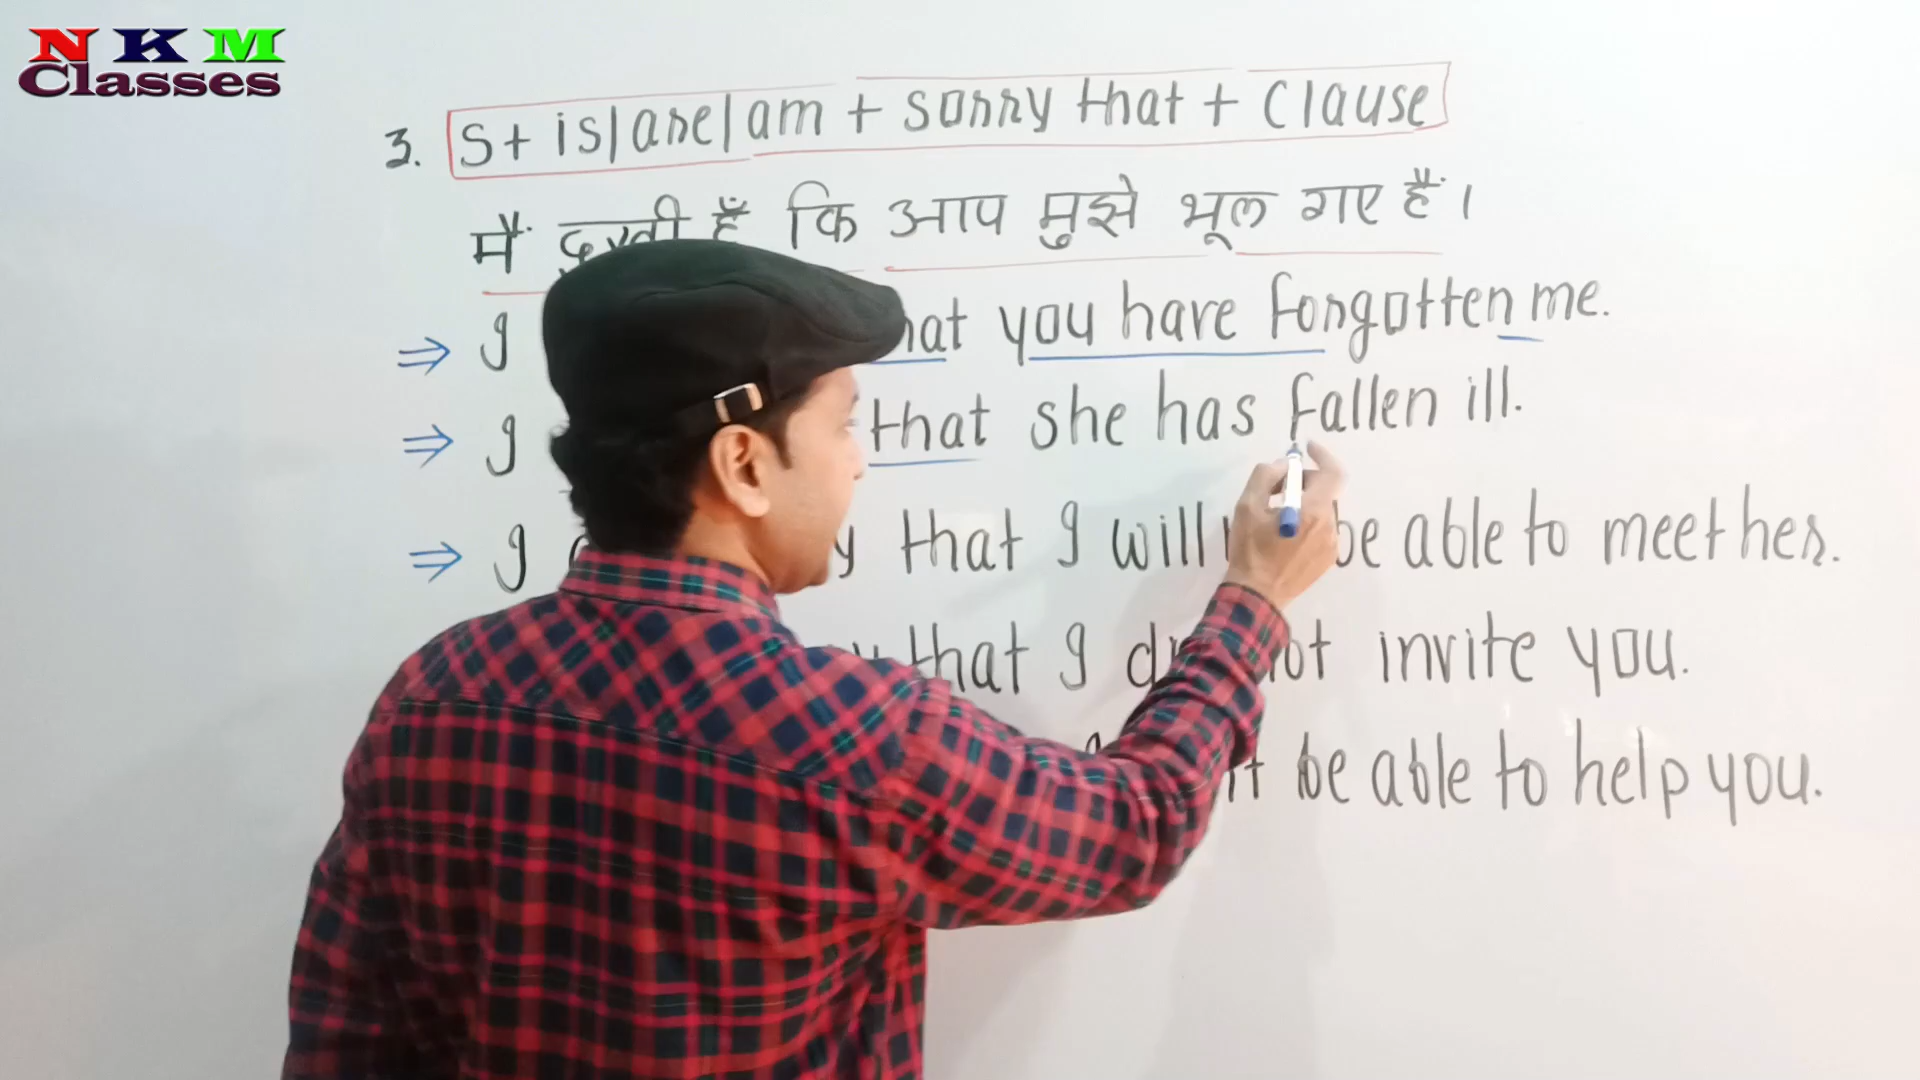 NKM
Classes
3. S + is/are/am + sorry that + Clause
मैं दुखी हूँ कि आप मुझे भूल गए हैं।
⇒ I that you have forgotten me.
⇒ I that she has fallen ill.
⇒ I that I will be able to meet her.
that I not invite you.
be able to help you.